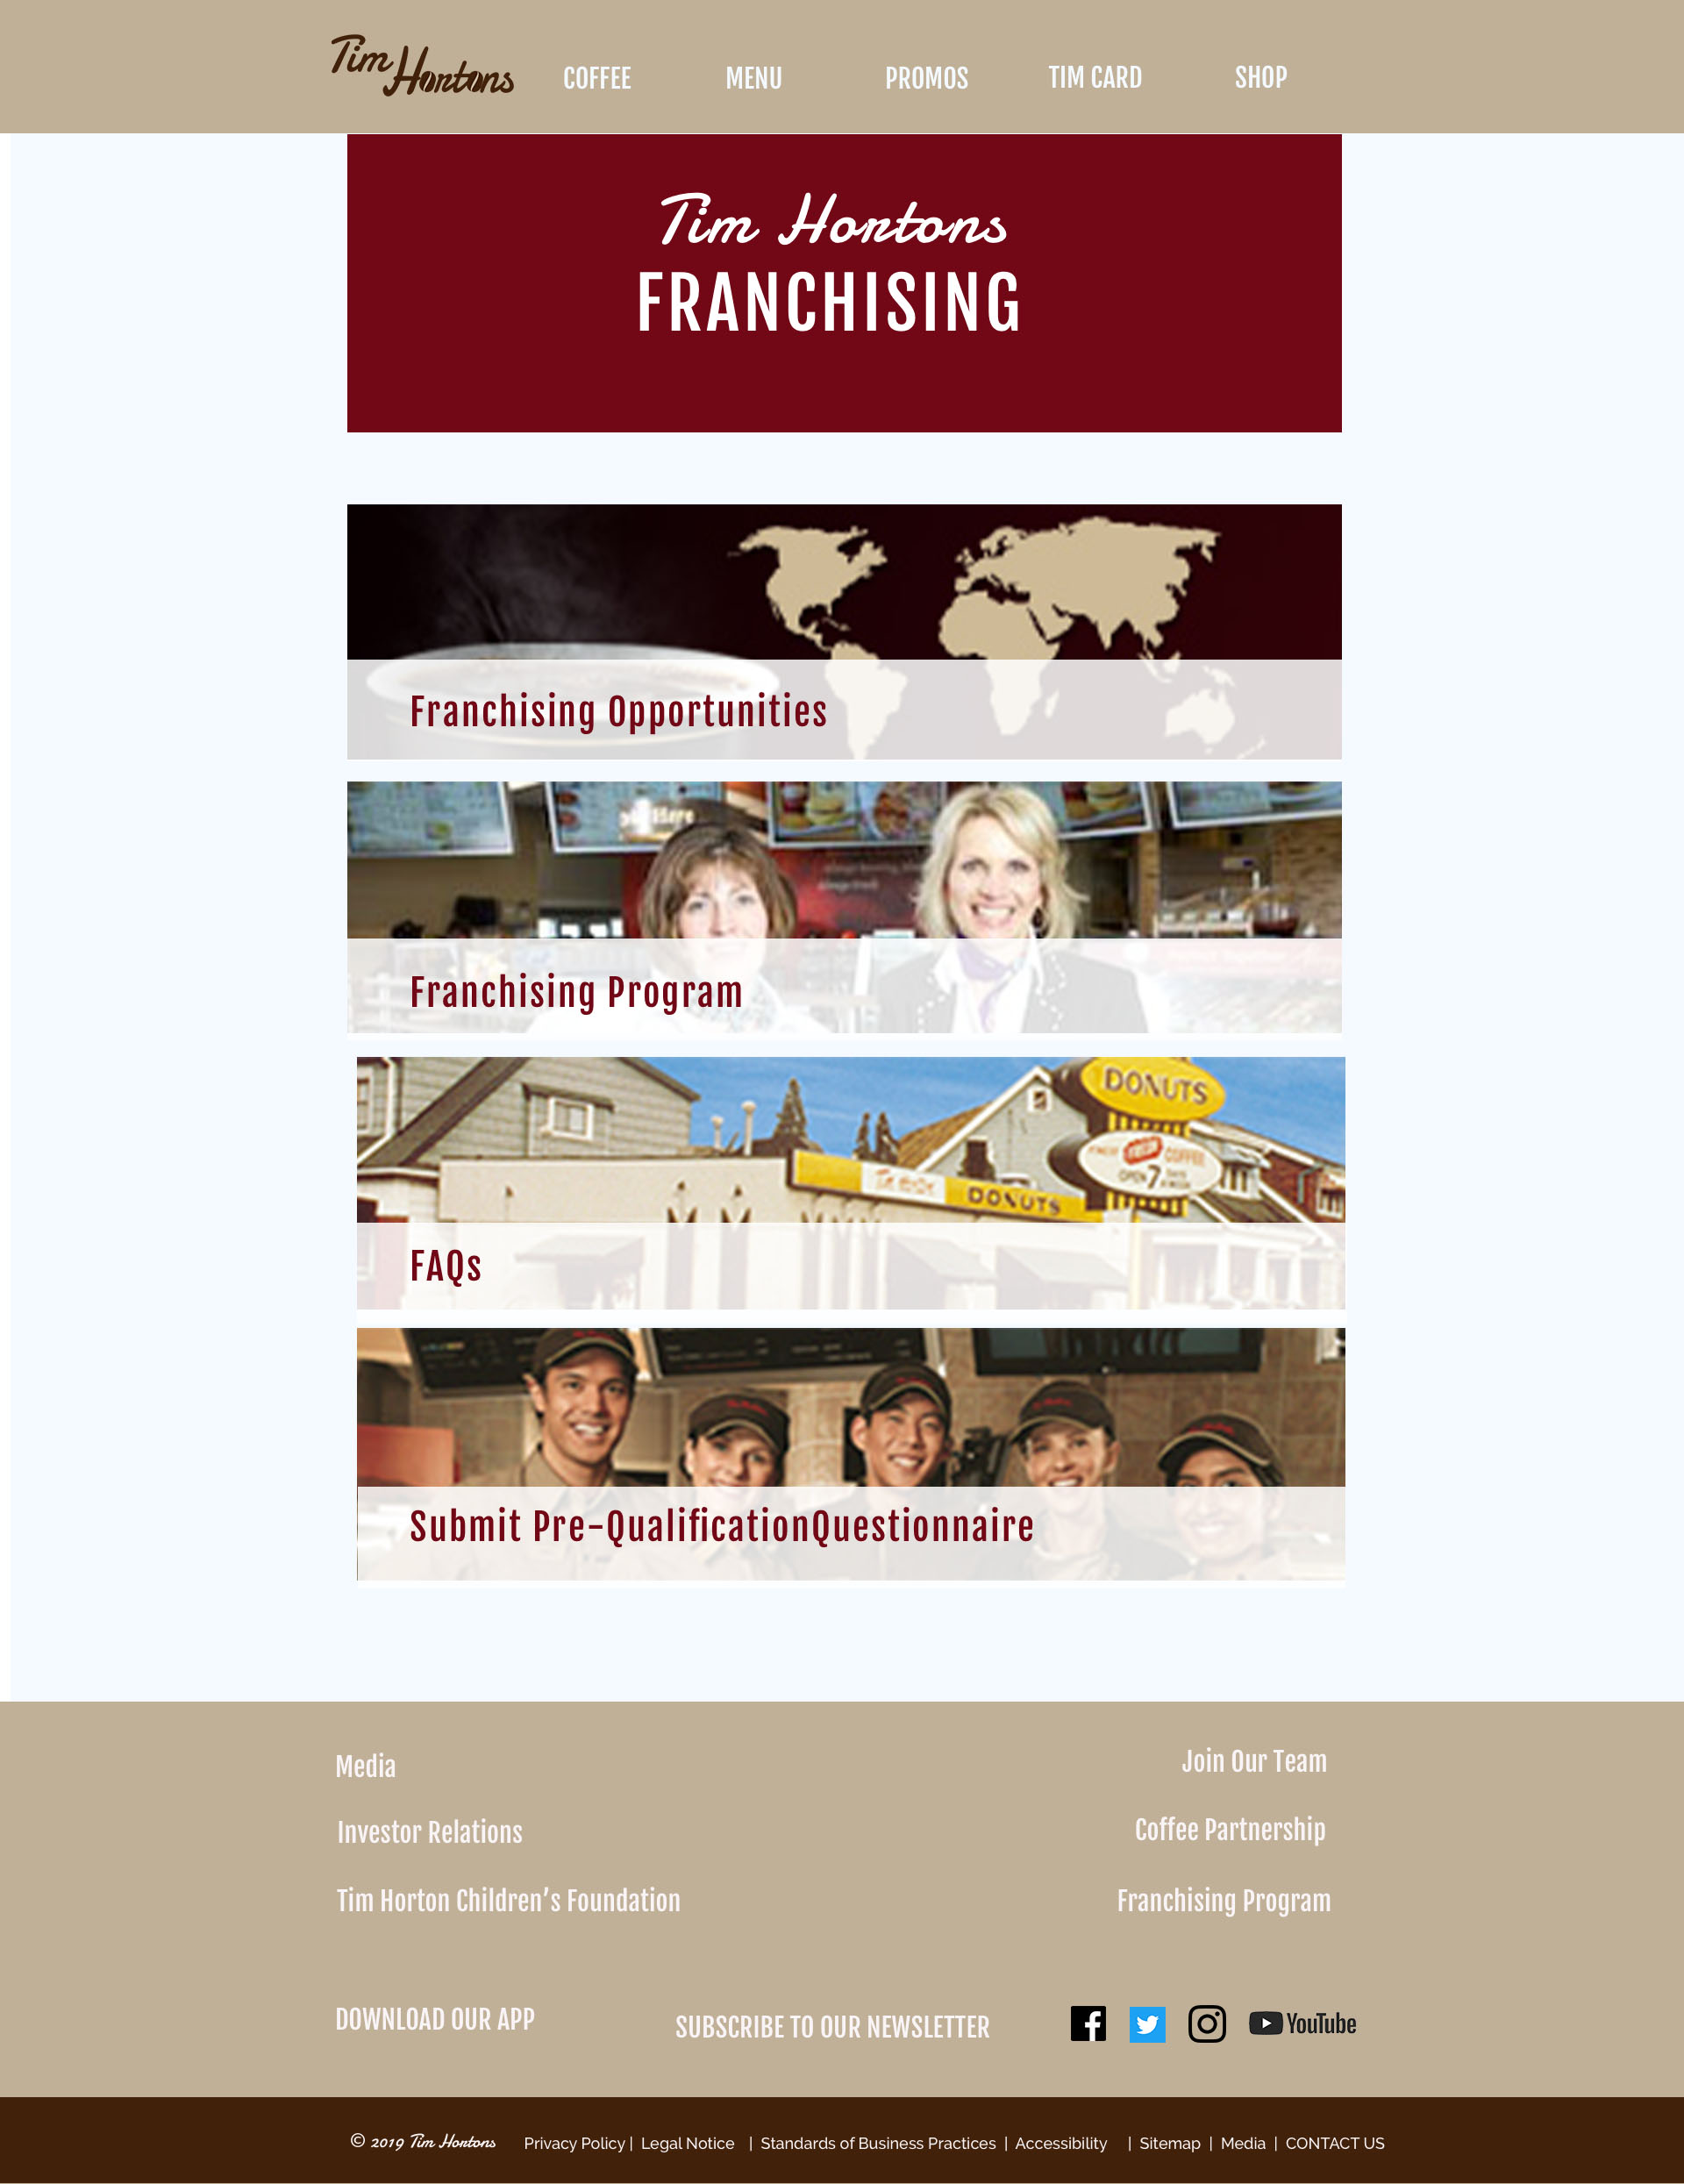 Tim Hortons
COFFEE MENU PROMOS TIM CARD SHOP
Tim Hortons
FRANCHISING
Franchising Opportunities
Franchising Program
DONUTS
COFFEE
OPEN 7
DONUTS
FAQs
Submit Pre-QualificationQuestionnaire
Media
Join Our Team
Investor Relations
Coffee Partnership
Tim Horton Children’s Foundation
Franchising Program
DOWNLOAD OUR APP
SUBSCRIBE TO OUR NEWSLETTER
YouTube
© 2019 Tim Hortons Privacy Policy | Legal Notice | Standards of Business Practices | Accessibility | Sitemap | Media | CONTACT US